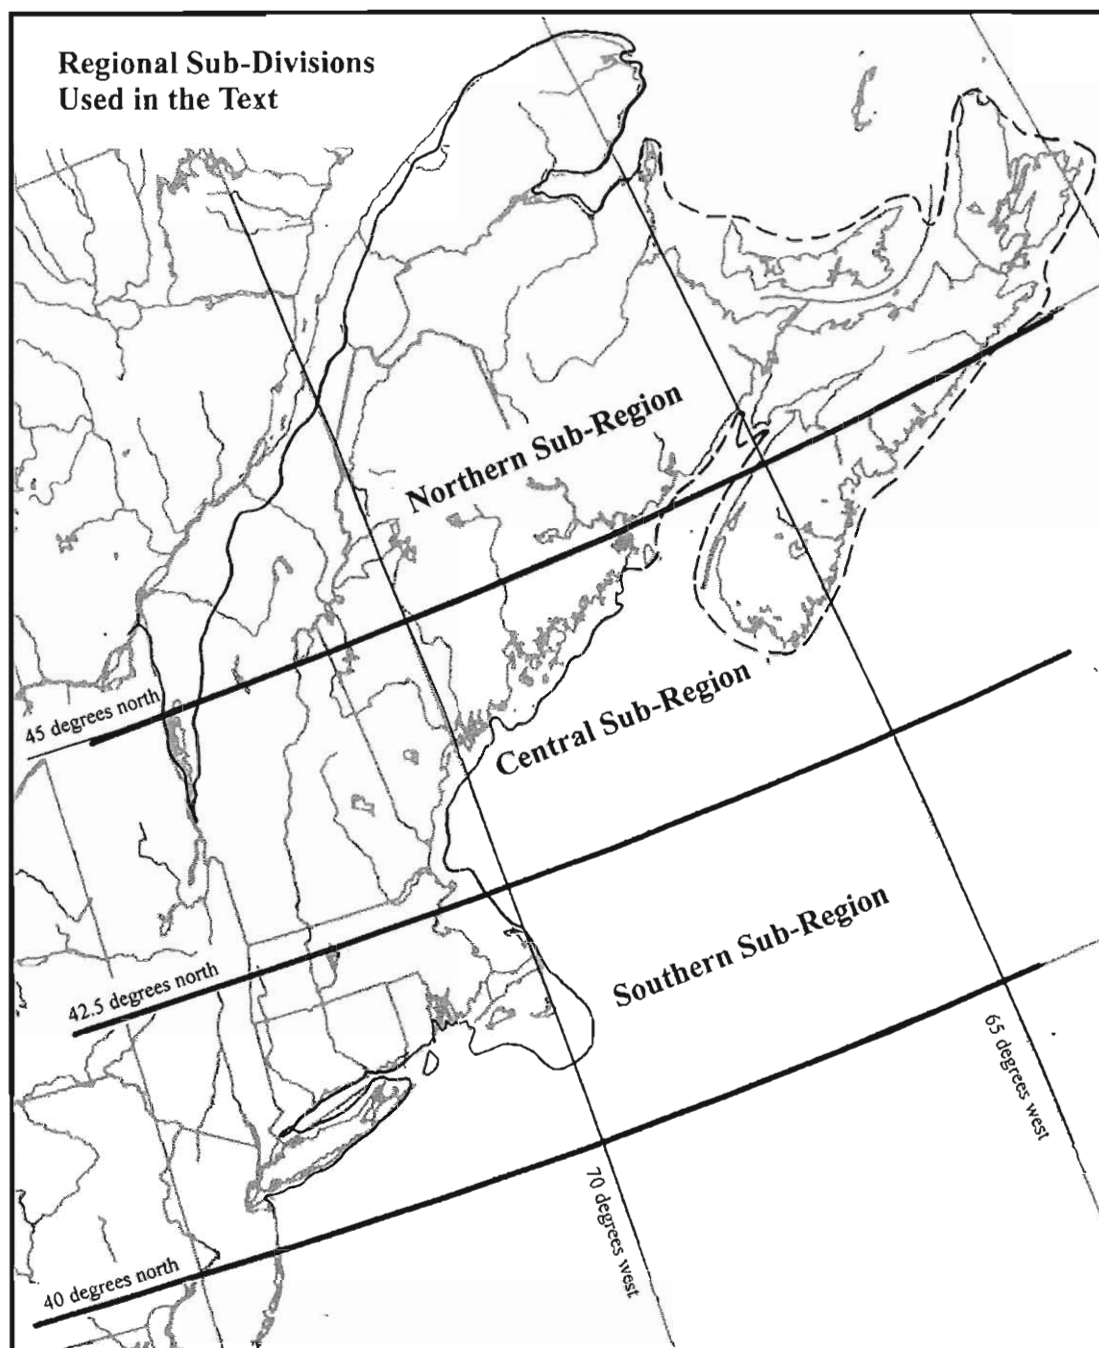 Regional Sub-Divisions
Used in the Text
Northern Sub-Region
45 degrees north
Central Sub-Region
42.5 degrees north
Southern Sub-Region
40 degrees north
65 degrees west
70 degrees west